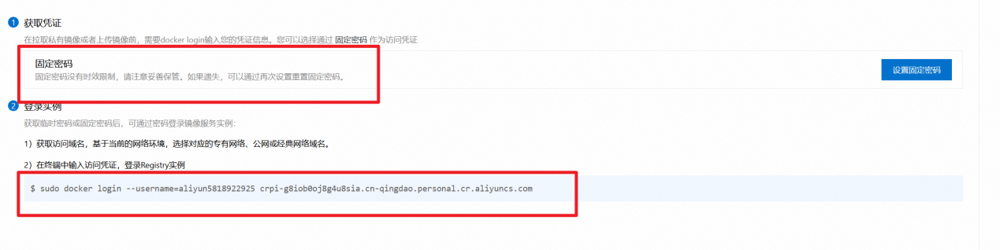 1 获取凭证
在拉取私有镜像或者上传镜像前，需要docker login输入您的凭证信息。您可以选择通过 固定密码 作为访问凭证
固定密码
固定密码没有时效限制，请注意妥善保管。如果遗失，可以通过再次设置重置固定密码。
设置固定密码
2 登录实例
获取临时密码或固定密码后，可通过密码登录镜像服务实例：
1）获取访问域名，基于当前的网络环境，选择对应的专有网络、公网或经典网络域名。
2）在终端中输入访问凭证，登录Registry实例
$ sudo docker login --username=aliyun5818922925 crpi-g8iob0oj8g4u8sia.cn-qingdao.personal.cr.aliyuncs.com